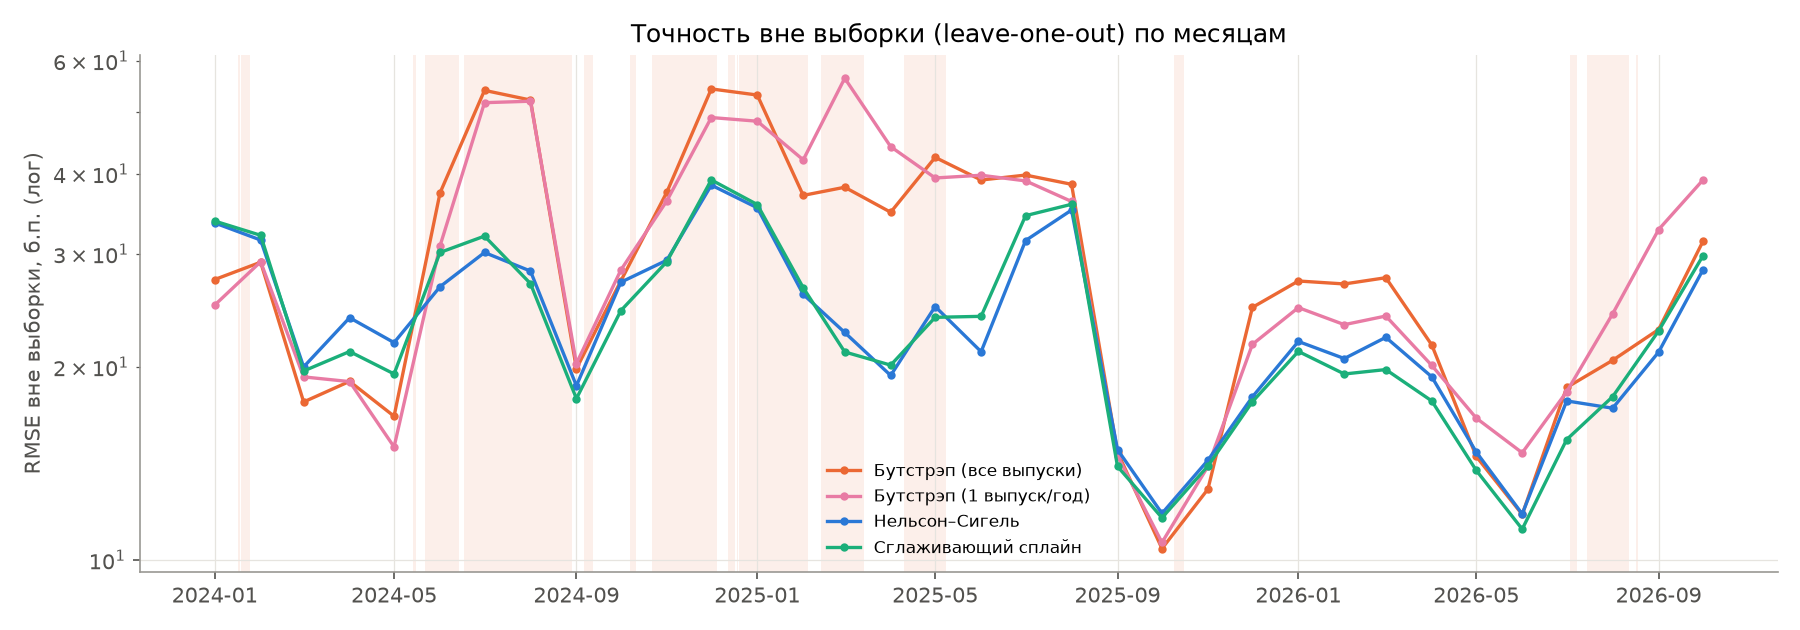 Точность вне выборки (leave-one-out) по месяцам
RMSE вне выборки, б.п. (лог)
6 × 10¹
4 × 10¹
3 × 10¹
2 × 10¹
10¹
Бутстрэп (все выпуски)
Бутстрэп (1 выпуск/год)
Нельсон–Сигель
Сглаживающий сплайн
2024-01 2024-05 2024-09 2025-01 2025-05 2025-09 2026-01 2026-05 2026-09